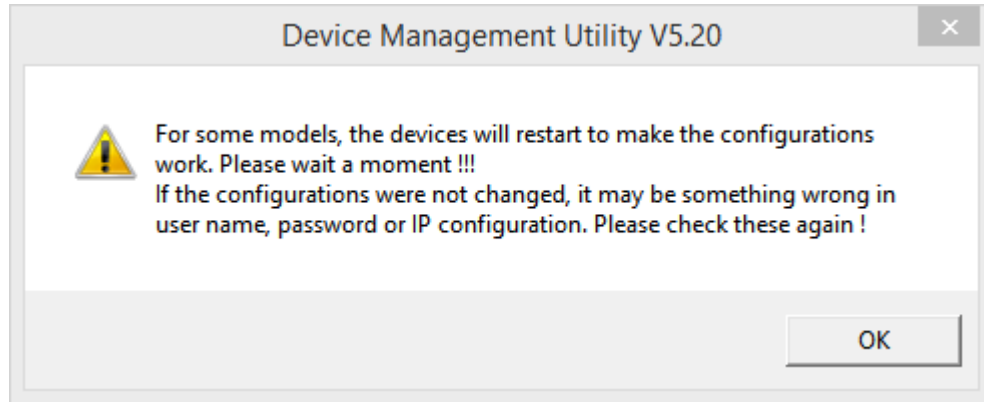 Device Management Utility V5.20
For some models, the devices will restart to make the configurations
work. Please wait a moment !!!
If the configurations were not changed, it may be something wrong in
user name, password or IP configuration. Please check these again !
OK